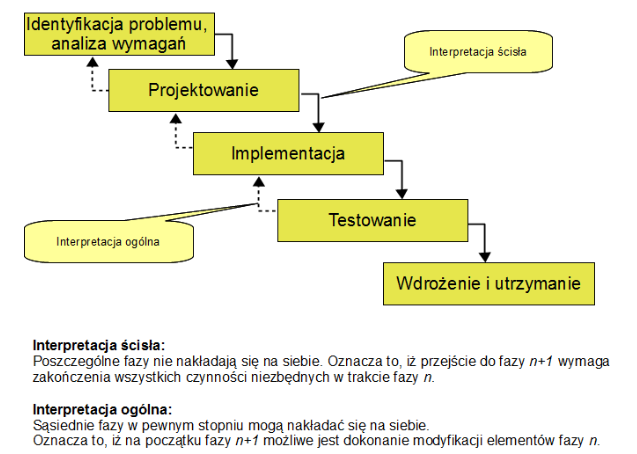 Identyfikacja problemu,
analiza wymagań
Interpretacja ścisła
Projektowanie
Implementacja
Testowanie
Interpretacja ogólna
Wdrożenie i utrzymanie
Interpretacja ścisła:
Poszczególne fazy nie nakładają się na siebie. Oznacza to, iż przejście do fazy n+1 wymaga
zakończenia wszystkich czynności niezbędnych w trakcie fazy n.
Interpretacja ogólna:
Sąsiednie fazy w pewnym stopniu mogą nakładać się na siebie.
Oznacza to, iż na początku fazy n+1 możliwe jest dokonanie modyfikacji elementów fazy n.